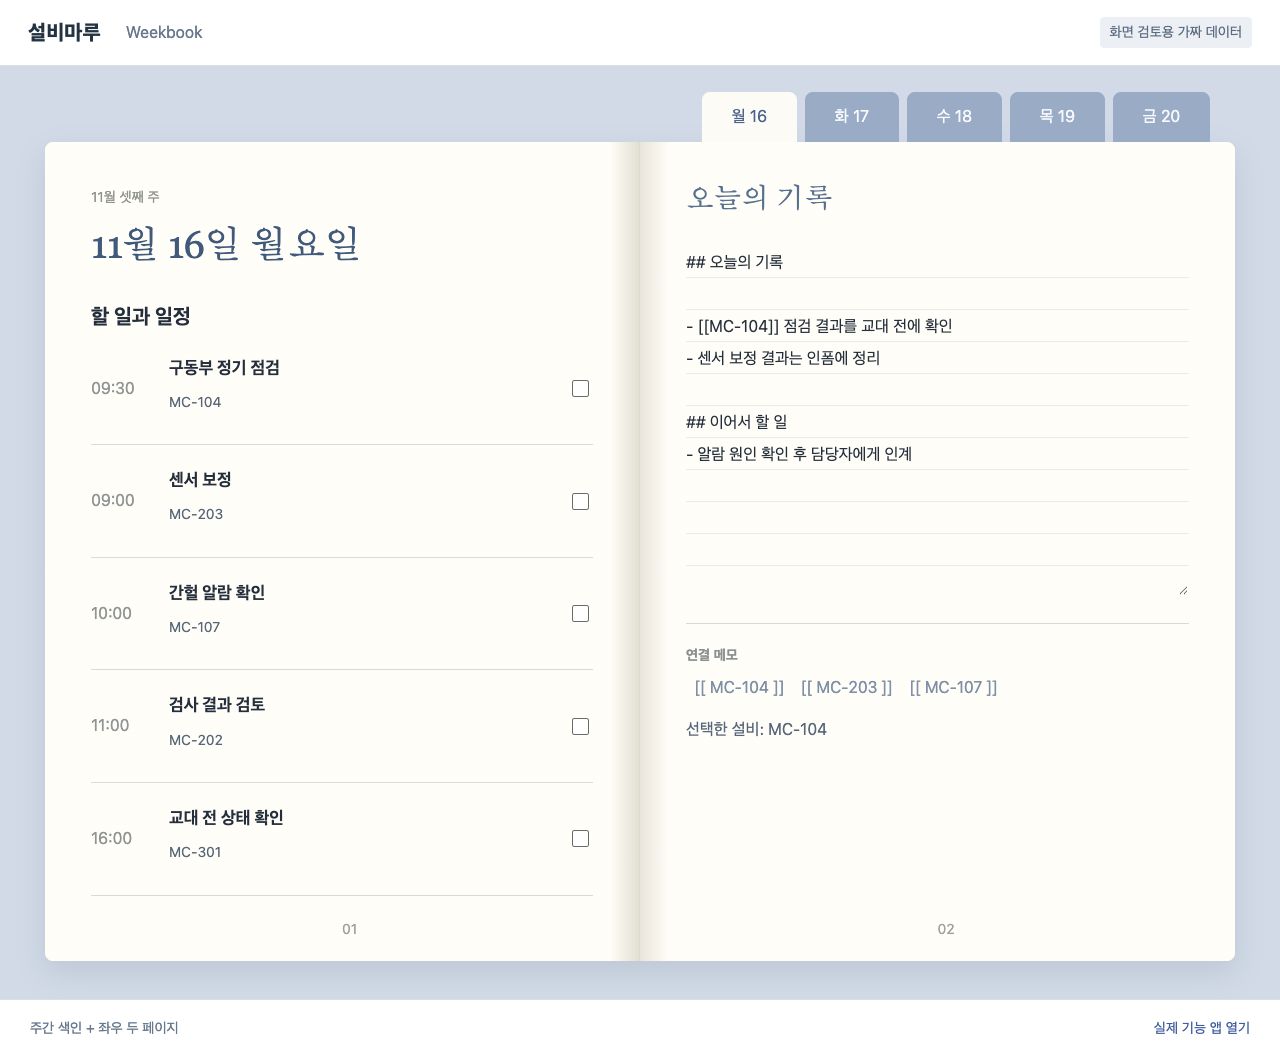 설비마루
Weekbook
화면 검토용 가짜 데이터
월 16
화 17
수 18
목 19
금 20
11월 셋째 주
11월 16일 월요일
할 일과 일정
09:30
구동부 정기 점검
MC-104
09:00
센서 보정
MC-203
10:00
간헐 알람 확인
MC-107
11:00
검사 결과 검토
MC-202
16:00
교대 전 상태 확인
MC-301
01
오늘의 기록
## 오늘의 기록
- [[MC-104]] 점검 결과를 교대 전에 확인
- 센서 보정 결과는 인폼에 정리
## 이어서 할 일
- 알람 원인 확인 후 담당자에게 인계
연결 메모
[[ MC-104 ]] [[ MC-203 ]] [[ MC-107 ]]
선택한 설비: MC-104
02
주간 색인 + 좌우 두 페이지
실제 기능 앱 열기